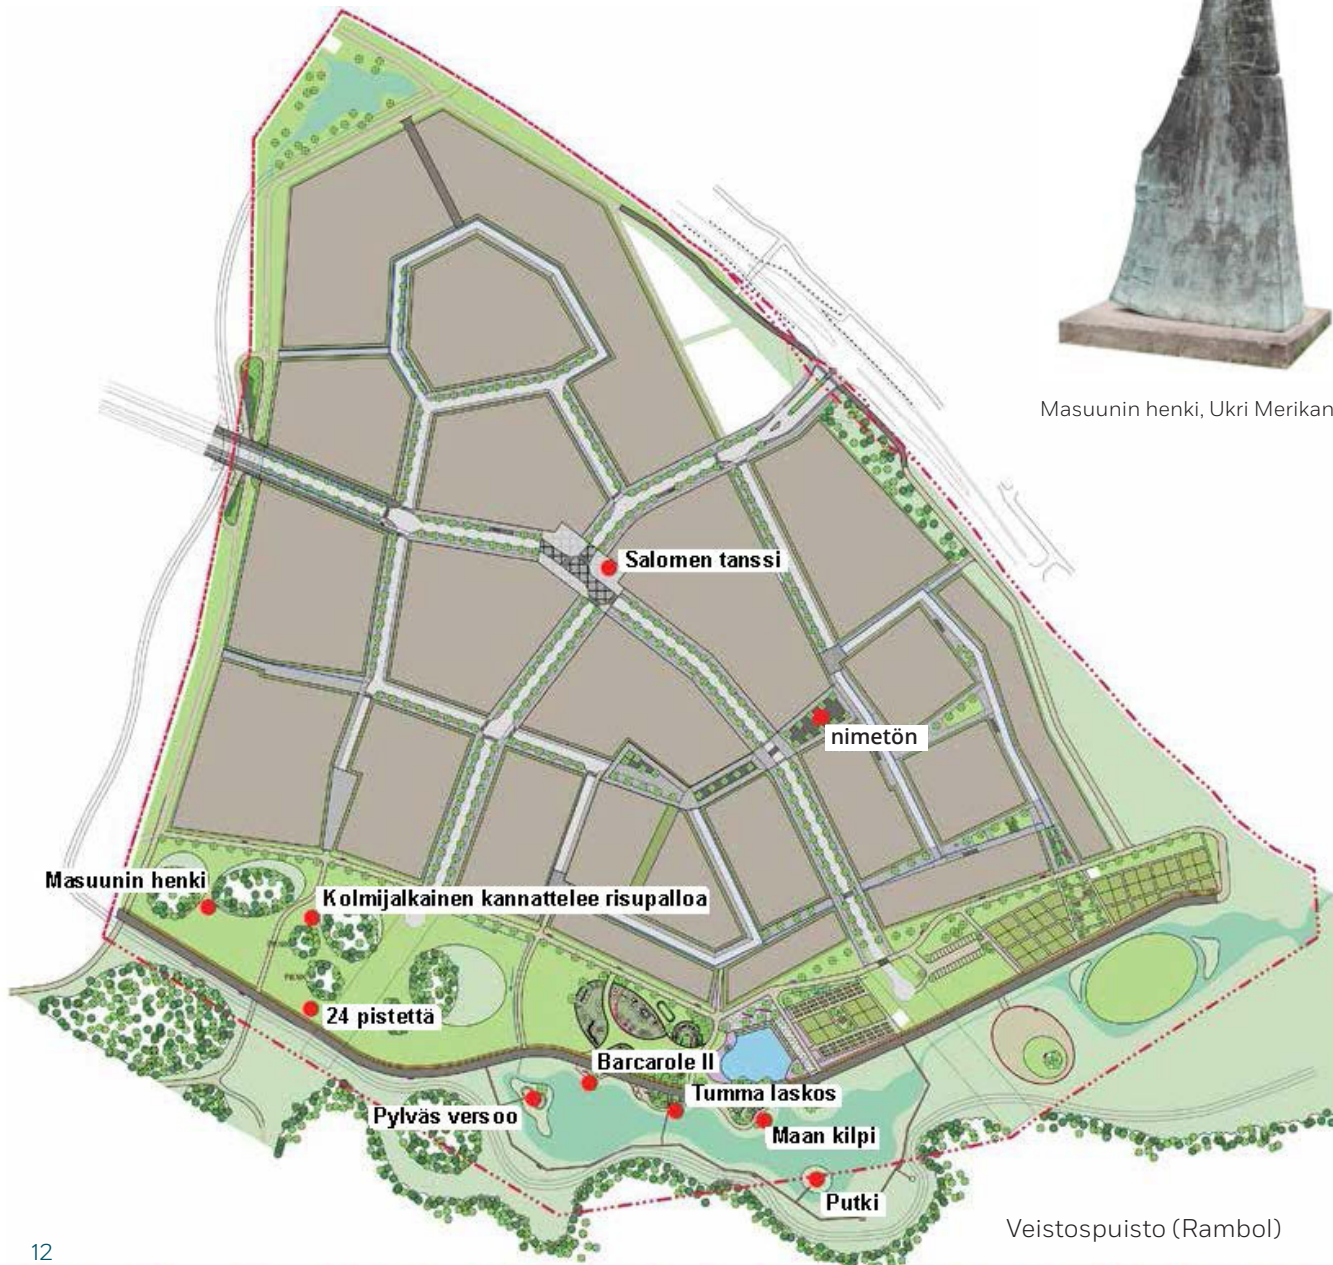 Masuunin henki, Ukri Merikan
Salomen tanssi
nimetön
Masuunin henki
Kolmijalkainen kannattelee risupalloa
24 pistettä
Barcarole II
Tumma laskos
Pylväs versoo
Maan kilpi
Putki
Veistospuisto (Rambol)
12